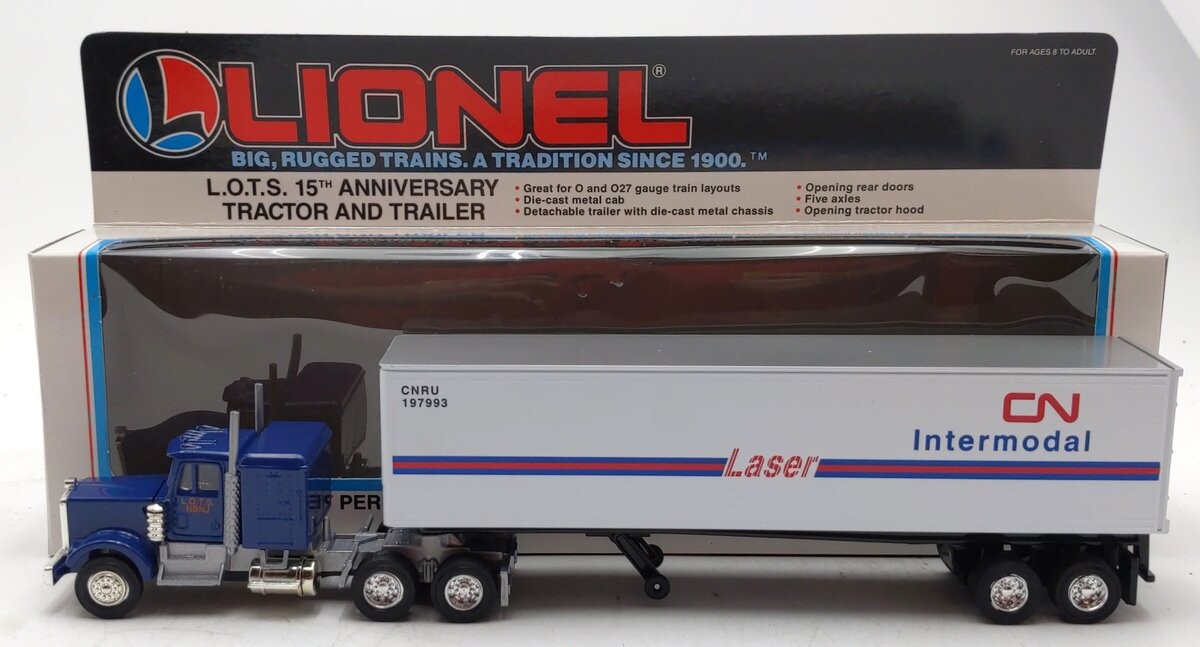 FOR AGES 8 TO ADULT.
LIONEL®
BIG, RUGGED TRAINS. A TRADITION SINCE 1900.™
L.O.T.S. 15TH ANNIVERSARY
TRACTOR AND TRAILER
• Great for O and O27 gauge train layouts
• Die-cast metal cab
• Detachable trailer with die-cast metal chassis
• Opening rear doors
• Five axles
• Opening tractor hood
CNRU
197993
CN
Intermodal
Laser
L.O.T.S.
NBNJ
PER